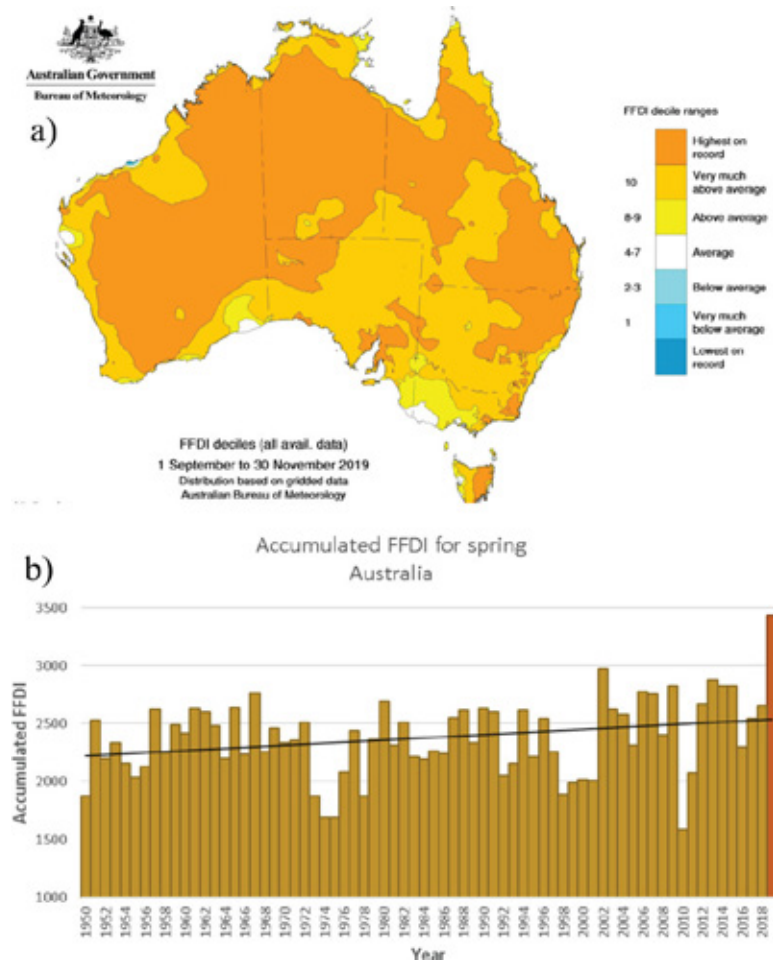 Australian Government
Bureau of Meteorology
a)
FFDI decile ranges
Highest on
record
10
Very much
above average
8-9
Above average
4-7
Average
2-3
Below average
1
Very much
below average
Lowest on
record
FFDI deciles (all avail. data)
1 September to 30 November 2019
Distribution based on gridded data
Australian Bureau of Meteorology
b)
Accumulated FFDI for spring
Australia
Accumulated FFDI
3500
3000
2500
2000
1500
1000
1950
1952
1954
1956
1958
1960
1962
1964
1966
1968
1970
1972
1974
1976
1978
1980
1982
1984
1986
1988
1990
1992
1994
1996
1998
2000
2002
2004
2006
2008
2010
2012
2014
2016
2018
Year